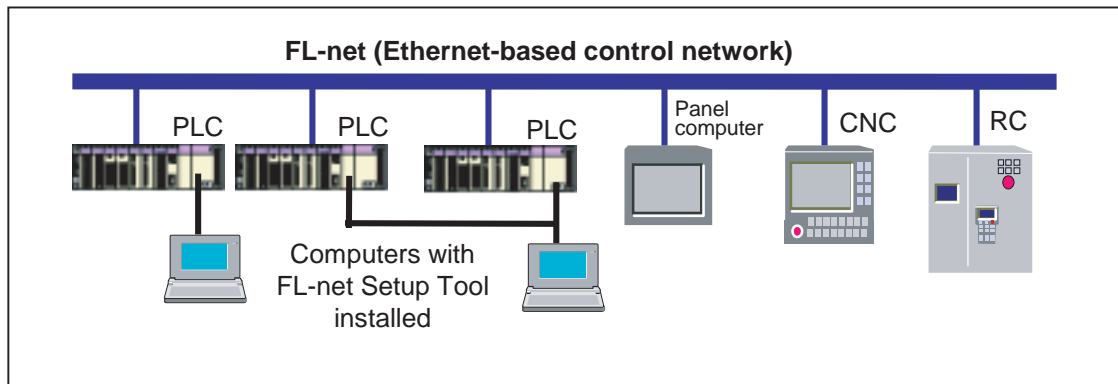 FL-net (Ethernet-based control network)
PLC
PLC
PLC
Panel
computer
CNC
RC
Computers with
FL-net Setup Tool
installed